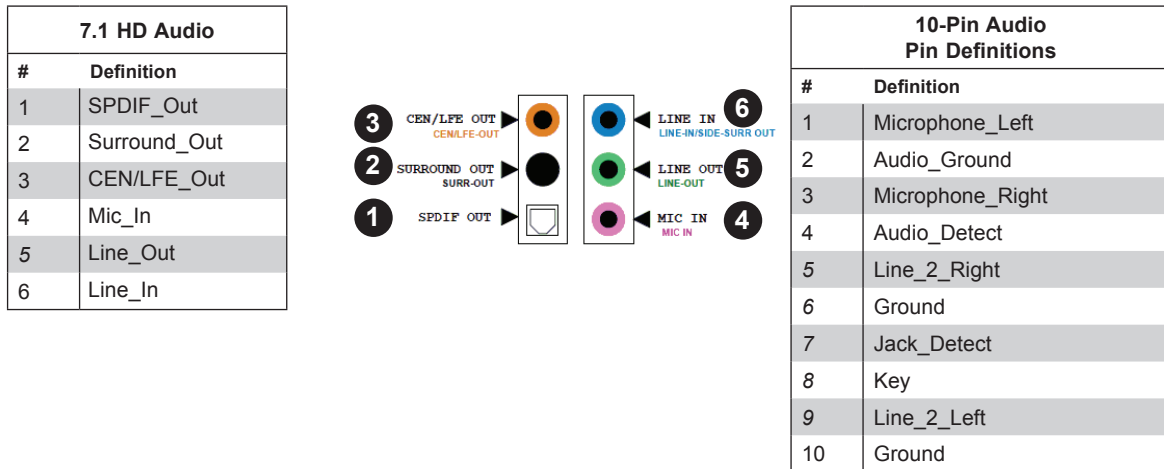 7.1 HD Audio
# Definition
1 SPDIF_Out
2 Surround_Out
3 CEN/LFE_Out
4 Mic_In
5 Line_Out
6 Line_In
3 CEN/LFE OUT
CEN/LFE-OUT
2 SURROUND OUT
SURR-OUT
1 SPDIF OUT
LINE IN 6
LINE-IN/SIDE-SURR OUT
LINE OUT 5
LINE-OUT
MIC IN 4
MIC IN
10-Pin Audio
Pin Definitions
# Definition
1 Microphone_Left
2 Audio_Ground
3 Microphone_Right
4 Audio_Detect
5 Line_2_Right
6 Ground
7 Jack_Detect
8 Key
9 Line_2_Left
10 Ground